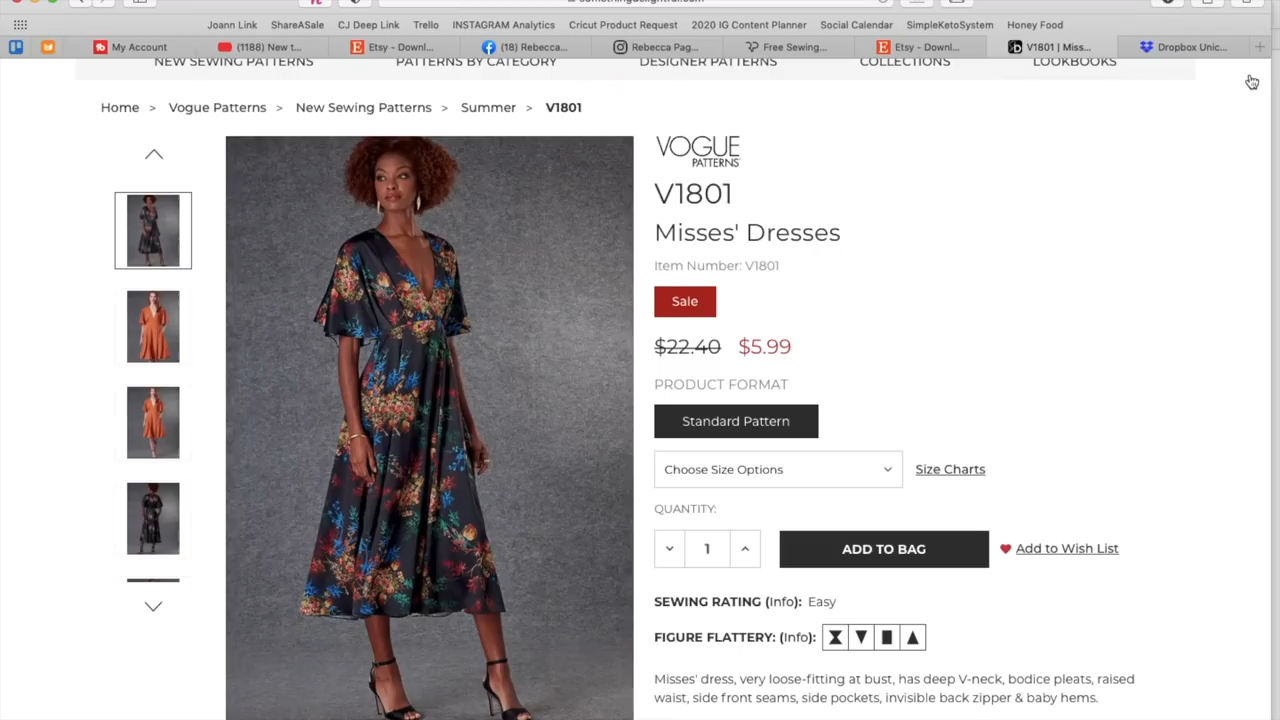 Joann Link ShareASale CJ Deep Link Trello INSTAGRAM Analytics Cricut Product Request 2020 IG Content Planner Social Calendar SimpleKetoSystem Honey Food
My Account (1188) New t... Etsy - Downl... (18) Rebecca... Rebecca Pag... Free Sewing... Etsy - Downl... V1801 | Miss... Dropbox Unic...
NEW SEWING PATTERNS PATTERNS BY CATEGORY DESIGNER PATTERNS COLLECTIONS LOOKBOOKS
Home > Vogue Patterns > New Sewing Patterns > Summer > V1801
VOGUE
PATTERNS
V1801
Misses' Dresses
Item Number: V1801
Sale
$22.40 $5.99
PRODUCT FORMAT
Standard Pattern
Choose Size Options Size Charts
QUANTITY:
1 ADD TO BAG Add to Wish List
SEWING RATING (Info): Easy
FIGURE FLATTERY: (Info):
Misses' dress, very loose-fitting at bust, has deep V-neck, bodice pleats, raised
waist, side front seams, side pockets, invisible back zipper & baby hems.